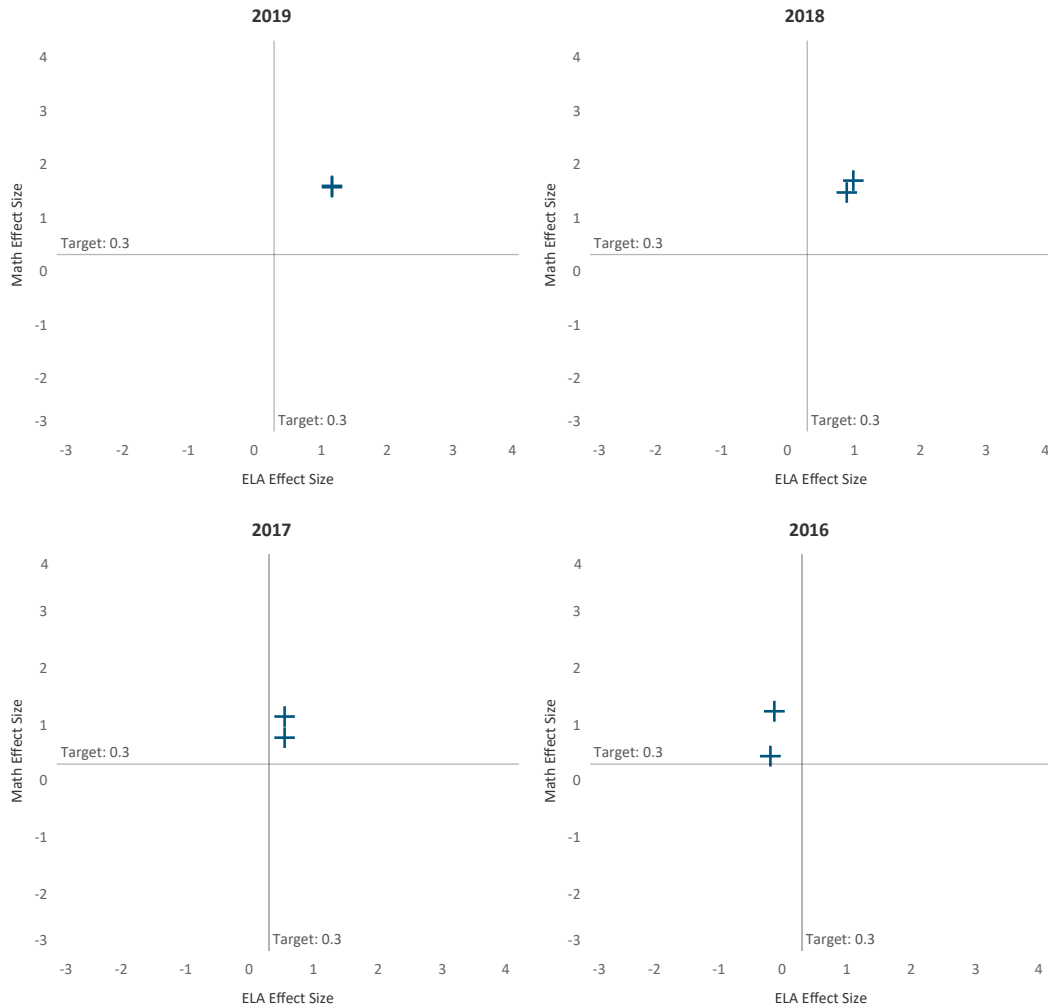 2019
4
3
2
1
0
-1
-2
-3
Math Effect Size
Target: 0.3
Target: 0.3
-3 -2 -1 0 1 2 3 4
ELA Effect Size
2018
4
3
2
1
0
-1
-2
-3
Math Effect Size
Target: 0.3
Target: 0.3
-3 -2 -1 0 1 2 3 4
ELA Effect Size
2017
4
3
2
1
0
-1
-2
-3
Math Effect Size
Target: 0.3
Target: 0.3
-3 -2 -1 0 1 2 3 4
ELA Effect Size
2016
4
3
2
1
0
-1
-2
-3
Math Effect Size
Target: 0.3
Target: 0.3
-3 -2 -1 0 1 2 3 4
ELA Effect Size